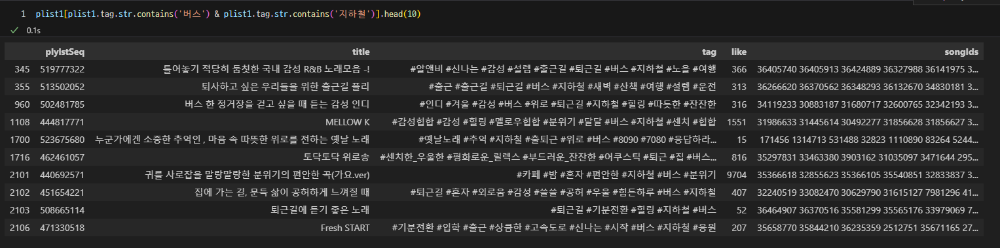 1 plist1[plist1.tag.str.contains('버스') & plist1.tag.str.contains('지하철')].head(10)
0.1s
plylstSeq title tag like songIds
345 519777322 틀어놓기 적당히 둠칫한 국내 감성 R&B 노래모음 -! #알앤비 #신나는 #감성 #설렘 #출근길 #퇴근길 #버스 #지하철 #노을 #여행 366 36405740 36405913 36424889 36327988 36141975 3...
355 513502052 퇴사하고 싶은 우리들을 위한 출근길 플리 #출근 #출근길 #퇴근길 #버스 #지하철 #새벽 #산책 #여행 #설렘 #운전 313 36266620 36370562 36348293 36132670 34830181 3...
960 502481785 버스 한 정거장을 걷고 싶을 때 듣는 감성 인디 #인디 #겨울 #감성 #버스 #위로 #퇴근길 #지하철 #힐링 #따듯한 #잔잔한 316 34119233 30883187 31680717 32600765 32342193 3...
1108 444817771 MELLOW K #감성힙합 #감성 #힐링 #멜로우힙합 #분위기 #달달 #버스 #지하철 #센치 #힙합 1551 31986633 31445614 30492277 31856628 31856627 3...
1700 523675680 누군가에겐 소중한 추억인 , 마음 속 따뜻한 위로를 전하는 옛날 노래 #옛날노래 #추억 #지하철 #출퇴근 #위로 #버스 #8090 #7080 #응답하라... 15 171456 1314713 531488 32823 1110890 83264 5244...
1716 462461057 토닥토닥 위로송 #센치한_우울한 #평화로운_릴렉스 #부드러운_잔잔한 #어쿠스틱 #퇴근 #집 #버스... 816 35297831 33463380 3903162 31035097 3471644 295...
2101 440692571 귀를 사로잡을 말랑말랑한 분위기의 편안한 곡(가요.ver) #카페 #밤 #혼자 #편안한 #지하철 #버스 #분위기 9704 35366618 32855623 35366105 35540851 32833837 3...
2102 451654221 집에 가는 길, 문득 삶이 공허하게 느껴질 때 #퇴근길 #혼자 #외로움 #감성 #쓸쓸 #공허 #우울 #힘든하루 #버스 #지하철 407 32240519 33082470 30629790 31615127 7981296 41...
2103 508665114 퇴근길에 듣기 좋은 노래 #퇴근길 #기분전환 #힐링 #지하철 #버스 52 36464907 36370516 35581299 35565176 33979069 7...
2106 471330518 Fresh START #기분전환 #입학 #출근 #상큼한 #고속도로 #신나는 #시작 #버스 #지하철 #응원 207 35658770 35844210 36235359 2512751 35671165 27...